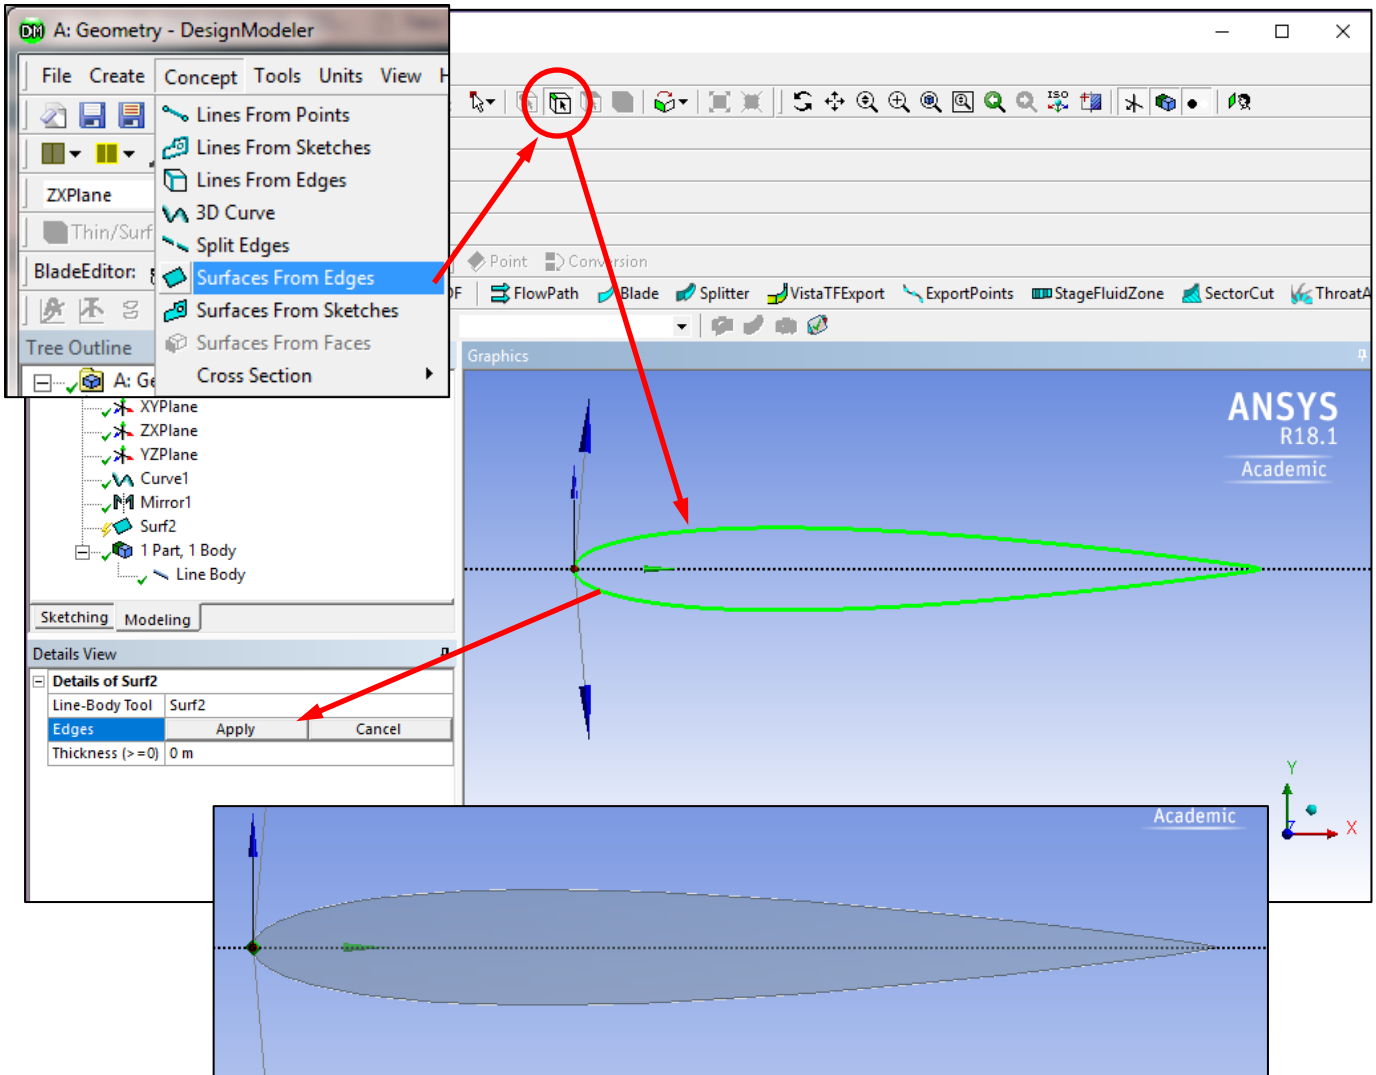 A: Geometry - DesignModeler
File Create Concept Tools Units View
Lines From Points
Lines From Sketches
Lines From Edges
ZXPlane
3D Curve
Thin/Surf
Split Edges
BladeEditor:
Surfaces From Edges
Surfaces From Sketches
Surfaces From Faces
Cross Section
ISO
Point Conversion
FlowPath Blade Splitter VistaTFExport ExportPoints StageFluidZone SectorCut ThroatA
Tree Outline
Graphics
A: Ge
XYPlane
ZXPlane
YZPlane
Curve1
Mirror1
Surf2
1 Part, 1 Body
Line Body
Sketching Modeling
ANSYS
R18.1
Academic
Details View
Details of Surf2
Line-Body Tool Surf2
Edges Apply Cancel
Thickness (>=0) 0 m
Y
Z
X
Academic